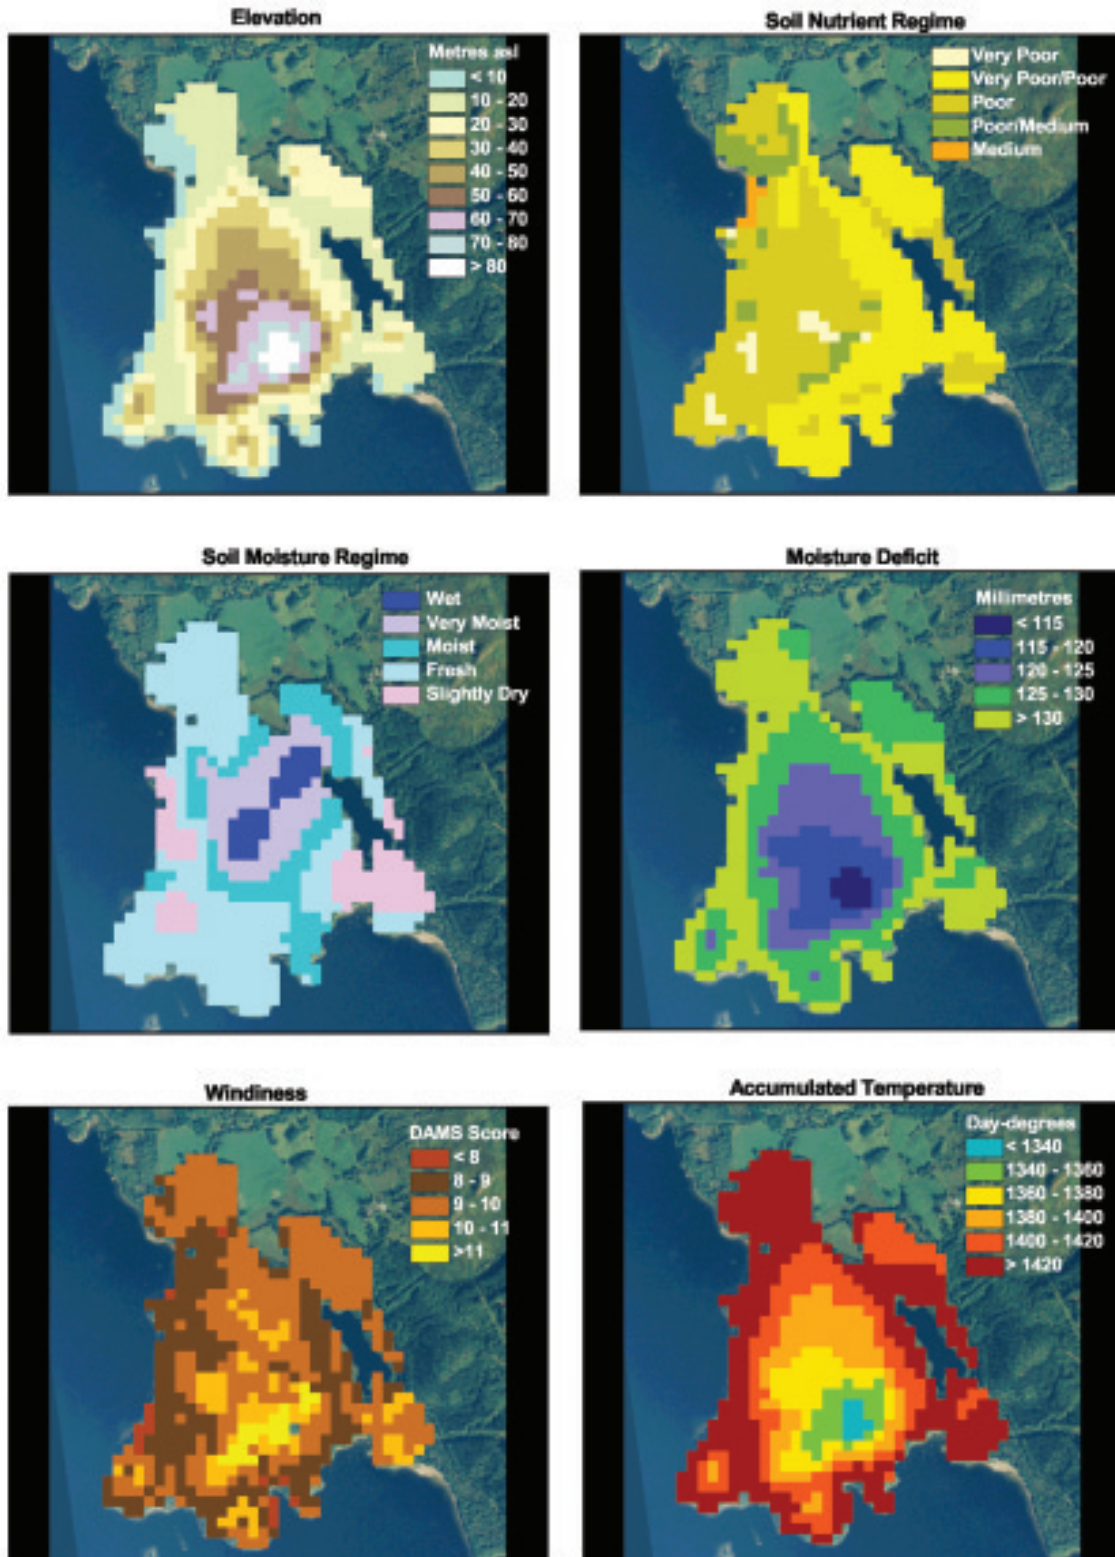 Elevation
Metres asl
< 10
10 - 20
20 - 30
30 - 40
40 - 50
50 - 60
60 - 70
70 - 80
> 80
Soil Nutrient Regime
Very Poor
Very Poor/Poor
Poor
Poor/Medium
Medium
Soil Moisture Regime
Wet
Very Moist
Moist
Fresh
Slightly Dry
Moisture Deficit
Millimetres
< 115
115 - 120
120 - 125
125 - 130
> 130
Windiness
DAMS Score
< 8
8 - 9
9 - 10
10 - 11
>11
Accumulated Temperature
Day-degrees
< 1340
1340 - 1360
1360 - 1380
1380 - 1400
1400 - 1420
> 1420